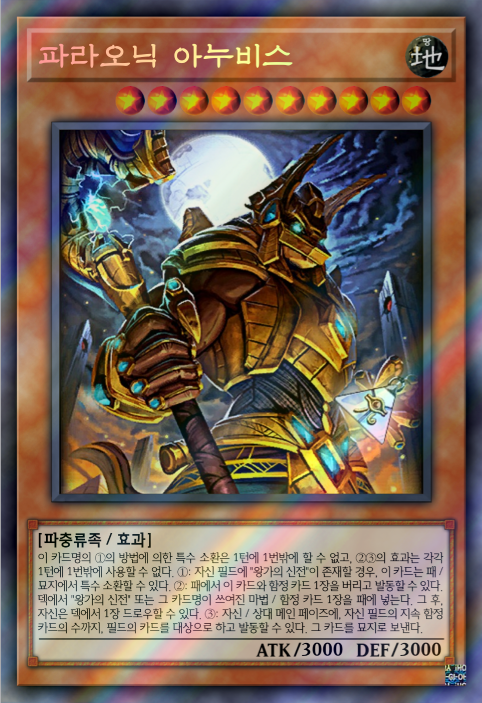 파라오닉 아누비스
땅
地
[파충류족 / 효과]
이 카드명의 ①의 방법에 의한 특수 소환은 1턴에 1번밖에 할 수 없고, ②③의 효과는 각각
1턴에 1번밖에 사용할 수 없다. ①: 자신 필드에 "왕가의 신전"이 존재할 경우, 이 카드는 패 /
묘지에서 특수 소환할 수 있다. ②: 패에서 이 카드와 함정 카드 1장을 버리고 발동할 수 있다.
덱에서 "왕가의 신전" 또는 그 카드명이 쓰여진 마법 / 함정 카드 1장을 패에 넣는다. 그 후,
자신은 덱에서 1장 드로우할 수 있다. ③: 자신 / 상대 메인 페이즈에, 자신 필드의 지속 함정
카드의 수까지, 필드의 카드를 대상으로 하고 발동할 수 있다. 그 카드를 묘지로 보낸다.
ATK/3000 DEF/3000